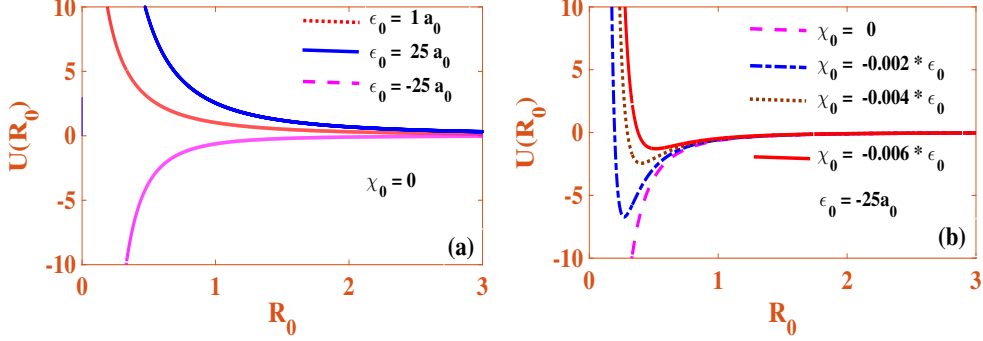 10
5
0
-5
-10
U(R₀)
ϵ₀ = 1 a₀
ϵ₀ = 25 a₀
ϵ₀ = -25 a₀
χ₀ = 0
(a)
0 1 2 3
R₀
10
5
0
-5
-10
U(R₀)
χ₀ = 0
χ₀ = -0.002 * ϵ₀
χ₀ = -0.004 * ϵ₀
χ₀ = -0.006 * ϵ₀
ϵ₀ = -25a₀
(b)
0 1 2 3
R₀